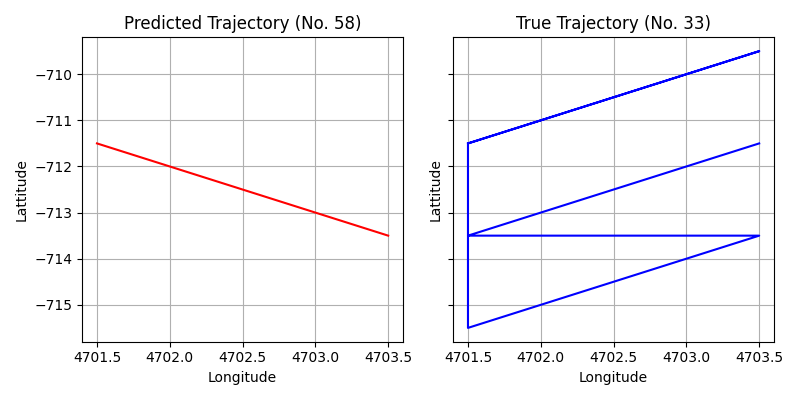 Predicted Trajectory (No. 58)
True Trajectory (No. 33)
Lattitude
−710
−711
−712
−713
−714
−715
4701.5 4702.0 4702.5 4703.0 4703.5
Longitude
Lattitude
4701.5 4702.0 4702.5 4703.0 4703.5
Longitude